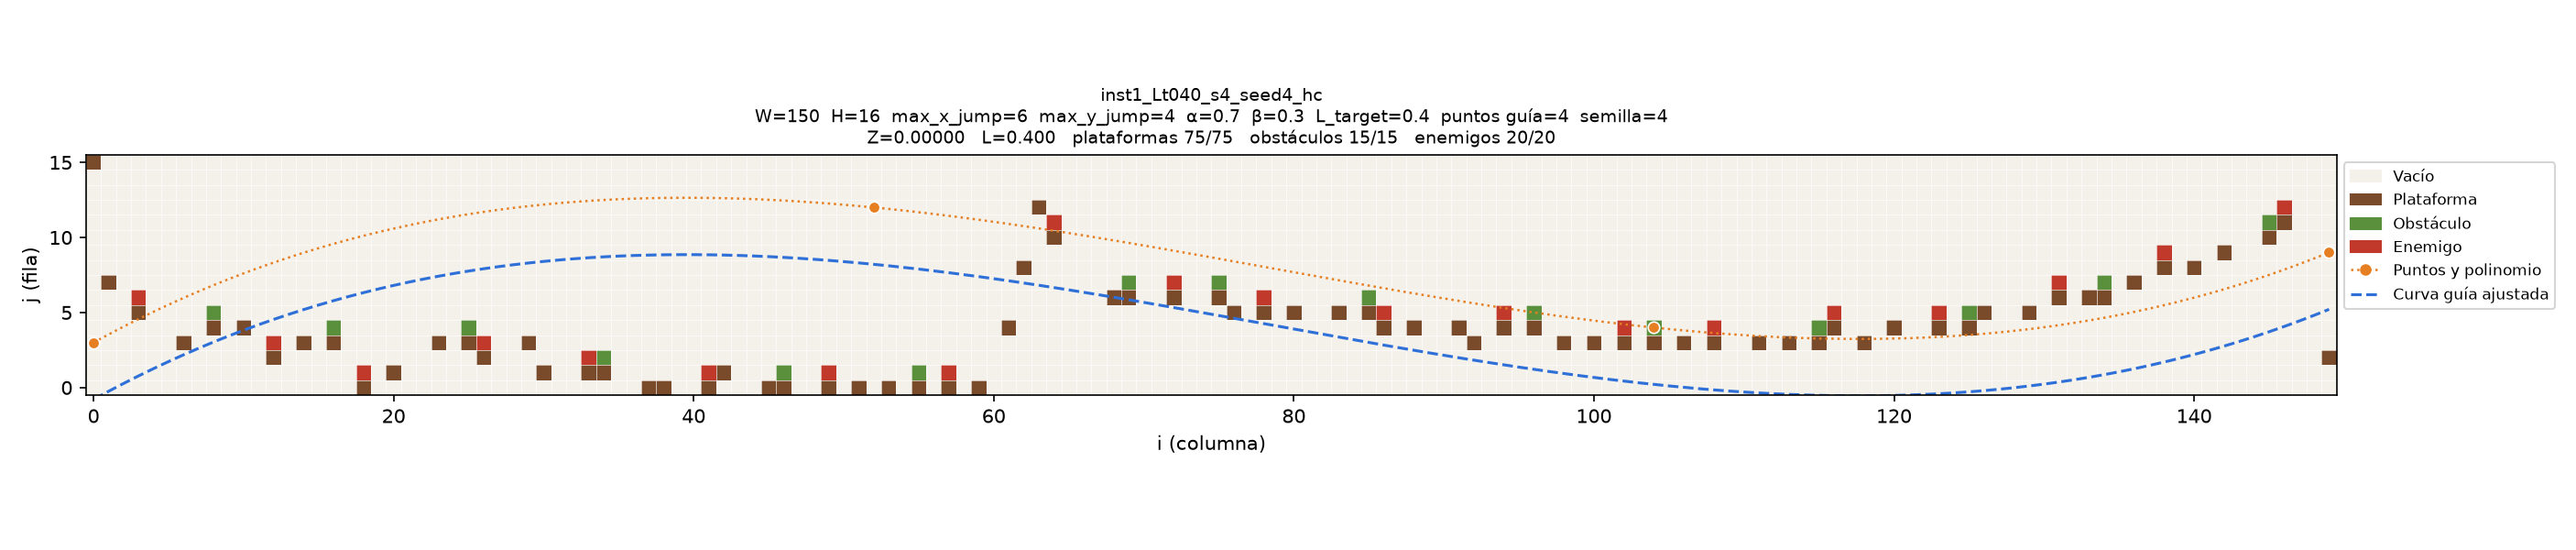 inst1_Lt040_s4_seed4_hc
W=150 H=16 max_x_jump=6 max_y_jump=4 α=0.7 β=0.3 L_target=0.4 puntos guía=4 semilla=4
Z=0.00000 L=0.400 plataformas 75/75 obstáculos 15/15 enemigos 20/20
15
10
5
0
j (fila)
0 20 40 60 80 100 120 140
i (columna)
Vacío
Plataforma
Obstáculo
Enemigo
Puntos y polinomio
Curva guía ajustada